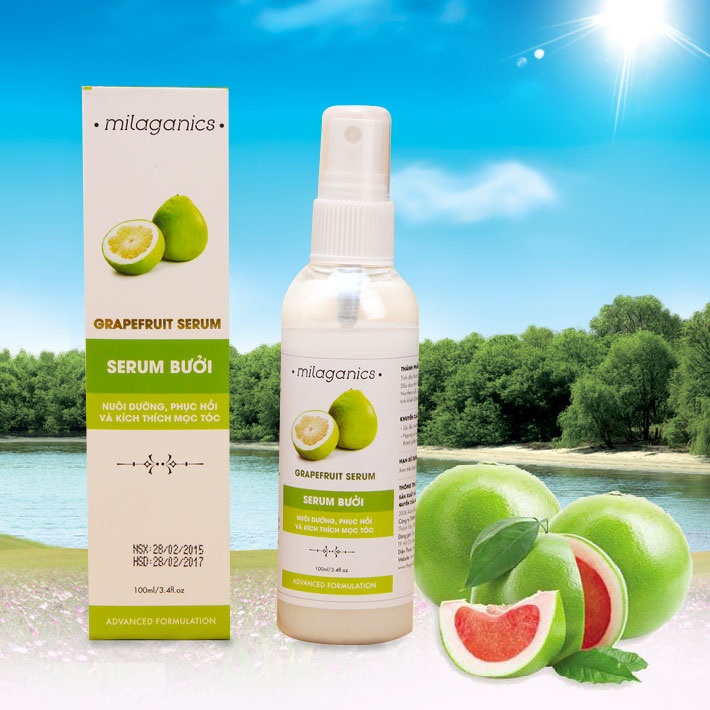 • milaganics •
GRAPEFRUIT SERUM
SERUM BƯỞI
NUÔI DƯỠNG, PHỤC HỒI
VÀ KÍCH THÍCH MỌC TÓC
NSX: 28/02/2015
HSD: 28/02/2017
100ml/3.4fl.oz
ADVANCED FORMULATION
• milaganics •
GRAPEFRUIT SERUM
SERUM BƯỞI
NUÔI DƯỠNG, PHỤC HỒI
VÀ KÍCH THÍCH MỌC TÓC
100ml/3.4fl.oz
ADVANCED FORMULATION